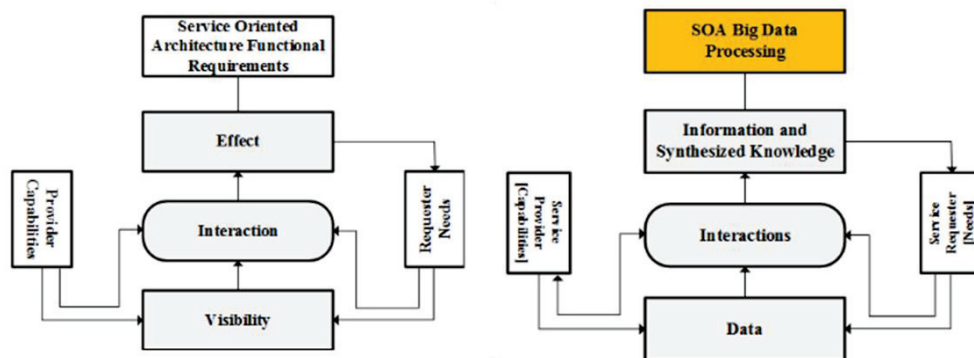 Service Oriented
Architecture Functional
Requirements
Effect
Provider
Capabilities
Requester
Needs
Interaction
Visibility
SOA Big Data
Processing
Information and
Synthesized Knowledge
Service
Provider
[Capabilities]
Service
Requester
[Needs]
Interactions
Data